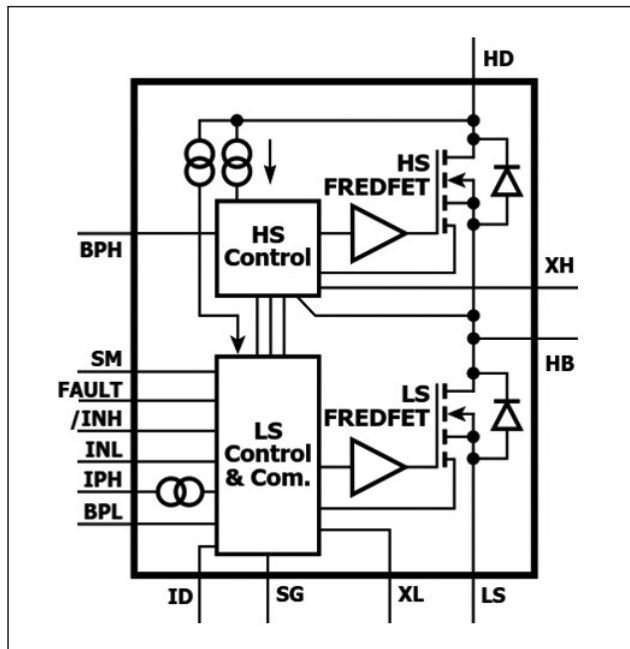 HD
HS
FREDFET
HS
Control
BPH
XH
HB
SM
FAULT
/INH
INL
IPH
BPL
LS
Control
& Com.
LS
FREDFET
ID
SG
XL
LS